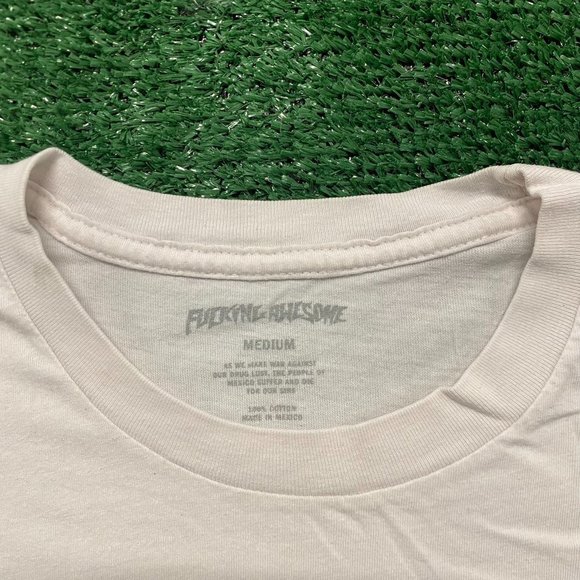 FUCKING AWESOME
MEDIUM
AS WE MAKE WAR AGAINST
OUR DRUG LUST, THE PEOPLE OF
MEXICO SUFFER AND DIE
FOR OUR SINS
100% COTTON
MADE IN MEXICO